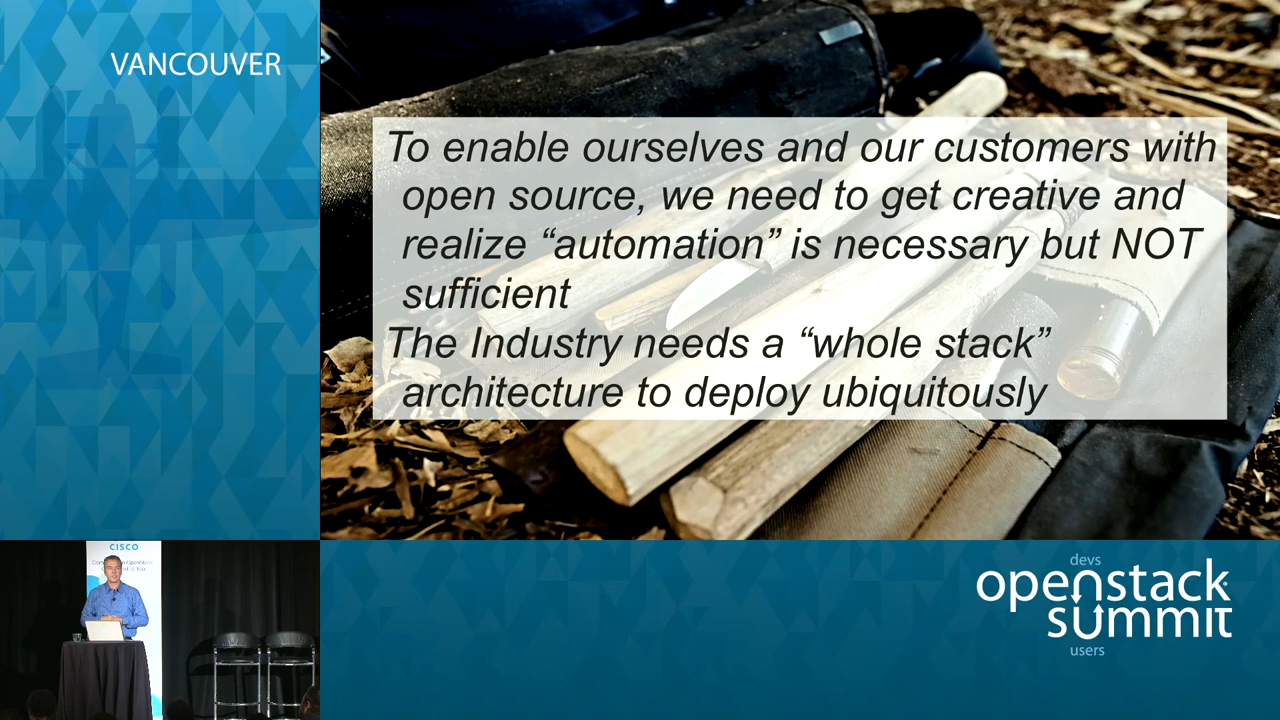 VANCOUVER
To enable ourselves and our customers with
open source, we need to get creative and
realize “automation” is necessary but NOT
sufficient
The Industry needs a “whole stack”
architecture to deploy ubiquitously
CISCO
devs
openstack
summit
users